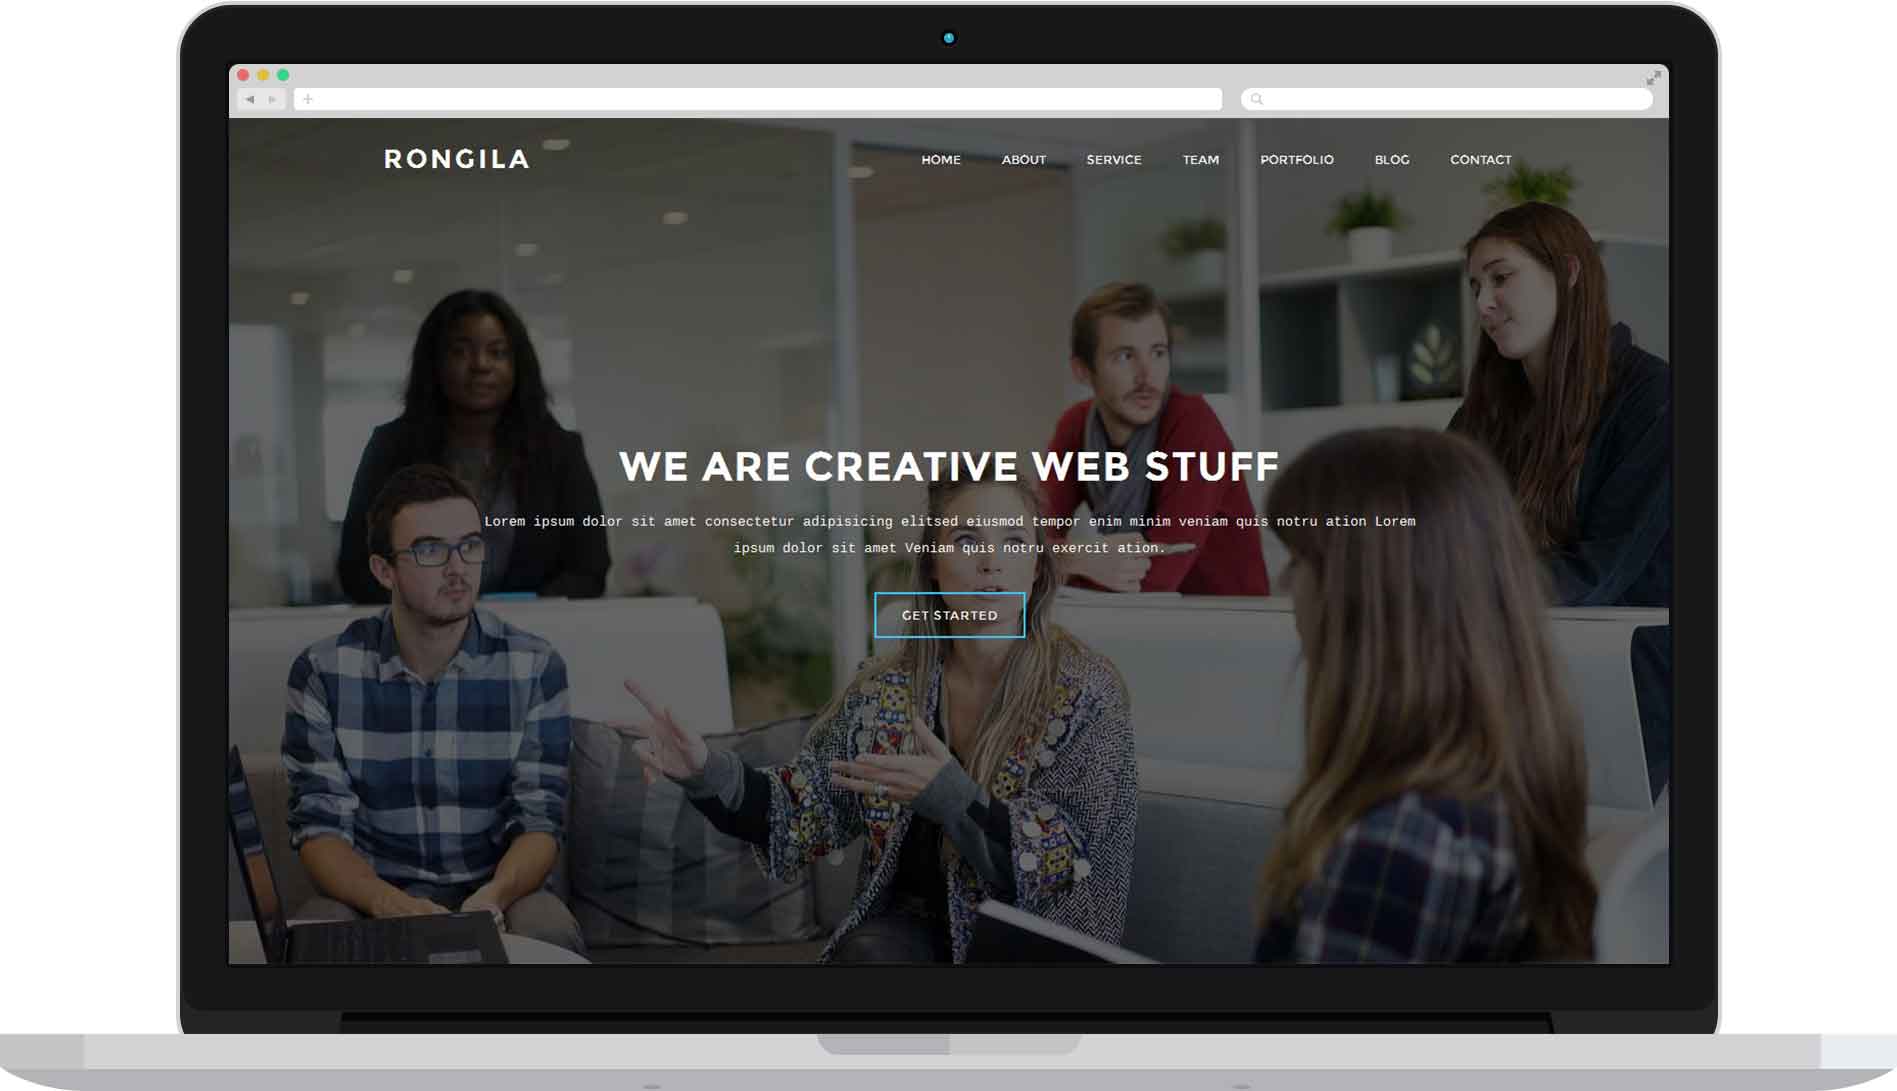 RONGILA
HOME ABOUT SERVICE TEAM PORTFOLIO BLOG CONTACT
WE ARE CREATIVE WEB STUFF
Lorem ipsum dolor sit amet consectetur adipisicing elitsed eiusmod tempor enim minim veniam quis notru ation Lorem
ipsum dolor sit amet Veniam quis notru exercit ation.
GET STARTED